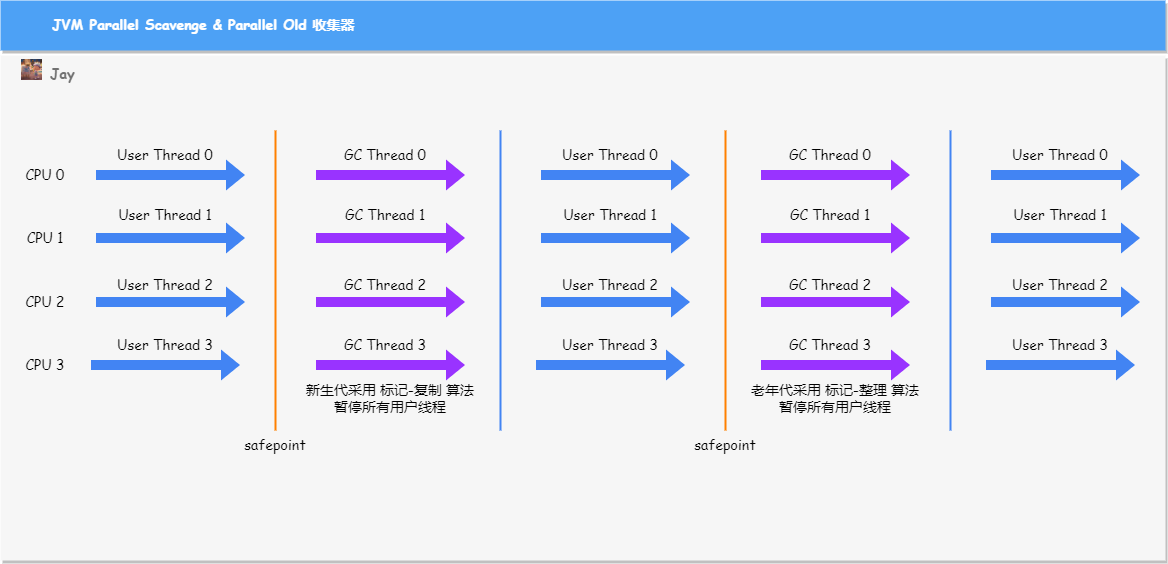 JVM Parallel Scavenge & Parallel Old 收集器
Jay
User Thread 0
GC Thread 0
User Thread 0
GC Thread 0
User Thread 0
CPU 0
User Thread 1
GC Thread 1
User Thread 1
GC Thread 1
User Thread 1
CPU 1
User Thread 2
GC Thread 2
User Thread 2
GC Thread 2
User Thread 2
CPU 2
User Thread 3
GC Thread 3
User Thread 3
GC Thread 3
User Thread 3
CPU 3
新生代采用 标记-复制 算法
暂停所有用户线程
老年代采用 标记-整理 算法
暂停所有用户线程
safepoint
safepoint